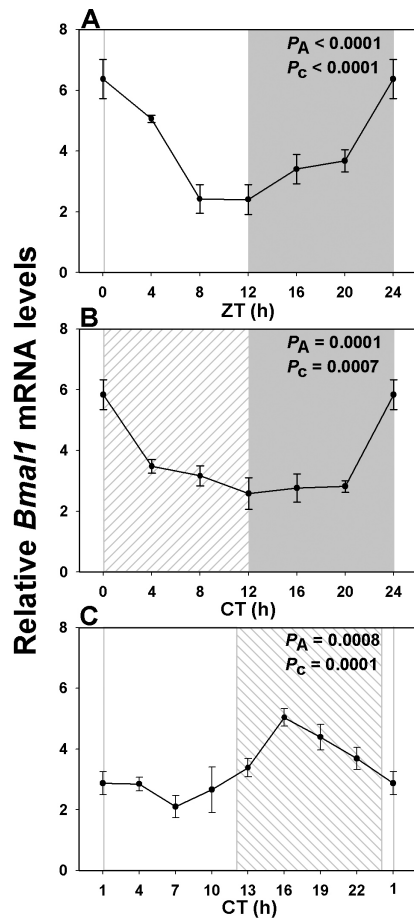 A
P_A < 0.0001
P_c < 0.0001
8
6
4
2
0
0 4 8 12 16 20 24
ZT (h)
B
P_A = 0.0001
P_c = 0.0007
8
6
4
2
0
0 4 8 12 16 20 24
CT (h)
C
P_A = 0.0008
P_c = 0.0001
8
6
4
2
0
1 4 7 10 13 16 19 22 1
CT (h)
Relative Bmal1 mRNA levels